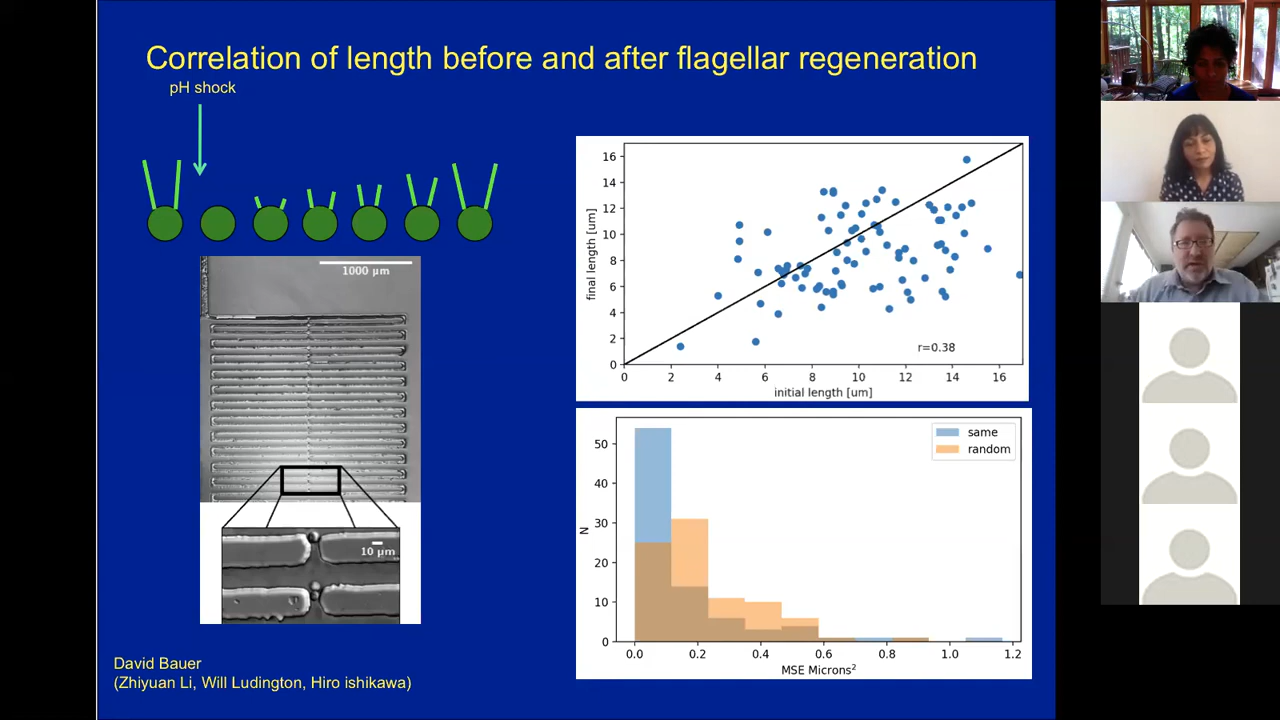 Correlation of length before and after flagellar regeneration
pH shock
1000 µm
10 µm
David Bauer
(Zhiyuan Li, Will Ludington, Hiro ishikawa)
final length [um]
16
14
12
10
8
6
4
2
0
r=0.38
0 2 4 6 8 10 12 14 16
initial length [um]
same
random
N
50
40
30
20
10
0
0.0 0.2 0.4 0.6 0.8 1.0 1.2
MSE Microns²